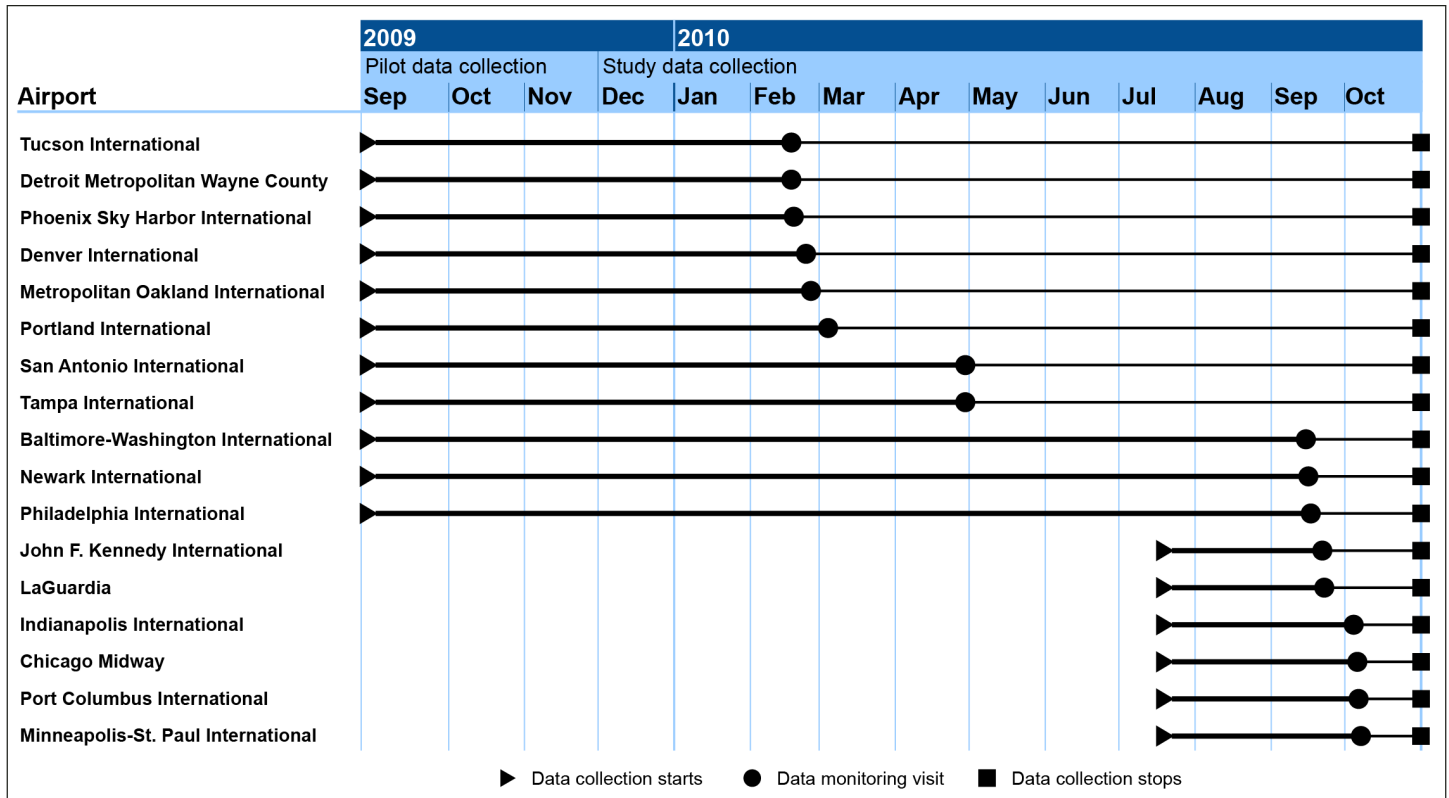 2009 2010
Pilot data collection Study data collection
Airport Sep Oct Nov Dec Jan Feb Mar Apr May Jun Jul Aug Sep Oct
Tucson International
Detroit Metropolitan Wayne County
Phoenix Sky Harbor International
Denver International
Metropolitan Oakland International
Portland International
San Antonio International
Tampa International
Baltimore-Washington International
Newark International
Philadelphia International
John F. Kennedy International
LaGuardia
Indianapolis International
Chicago Midway
Port Columbus International
Minneapolis-St. Paul International
Data collection starts Data monitoring visit Data collection stops